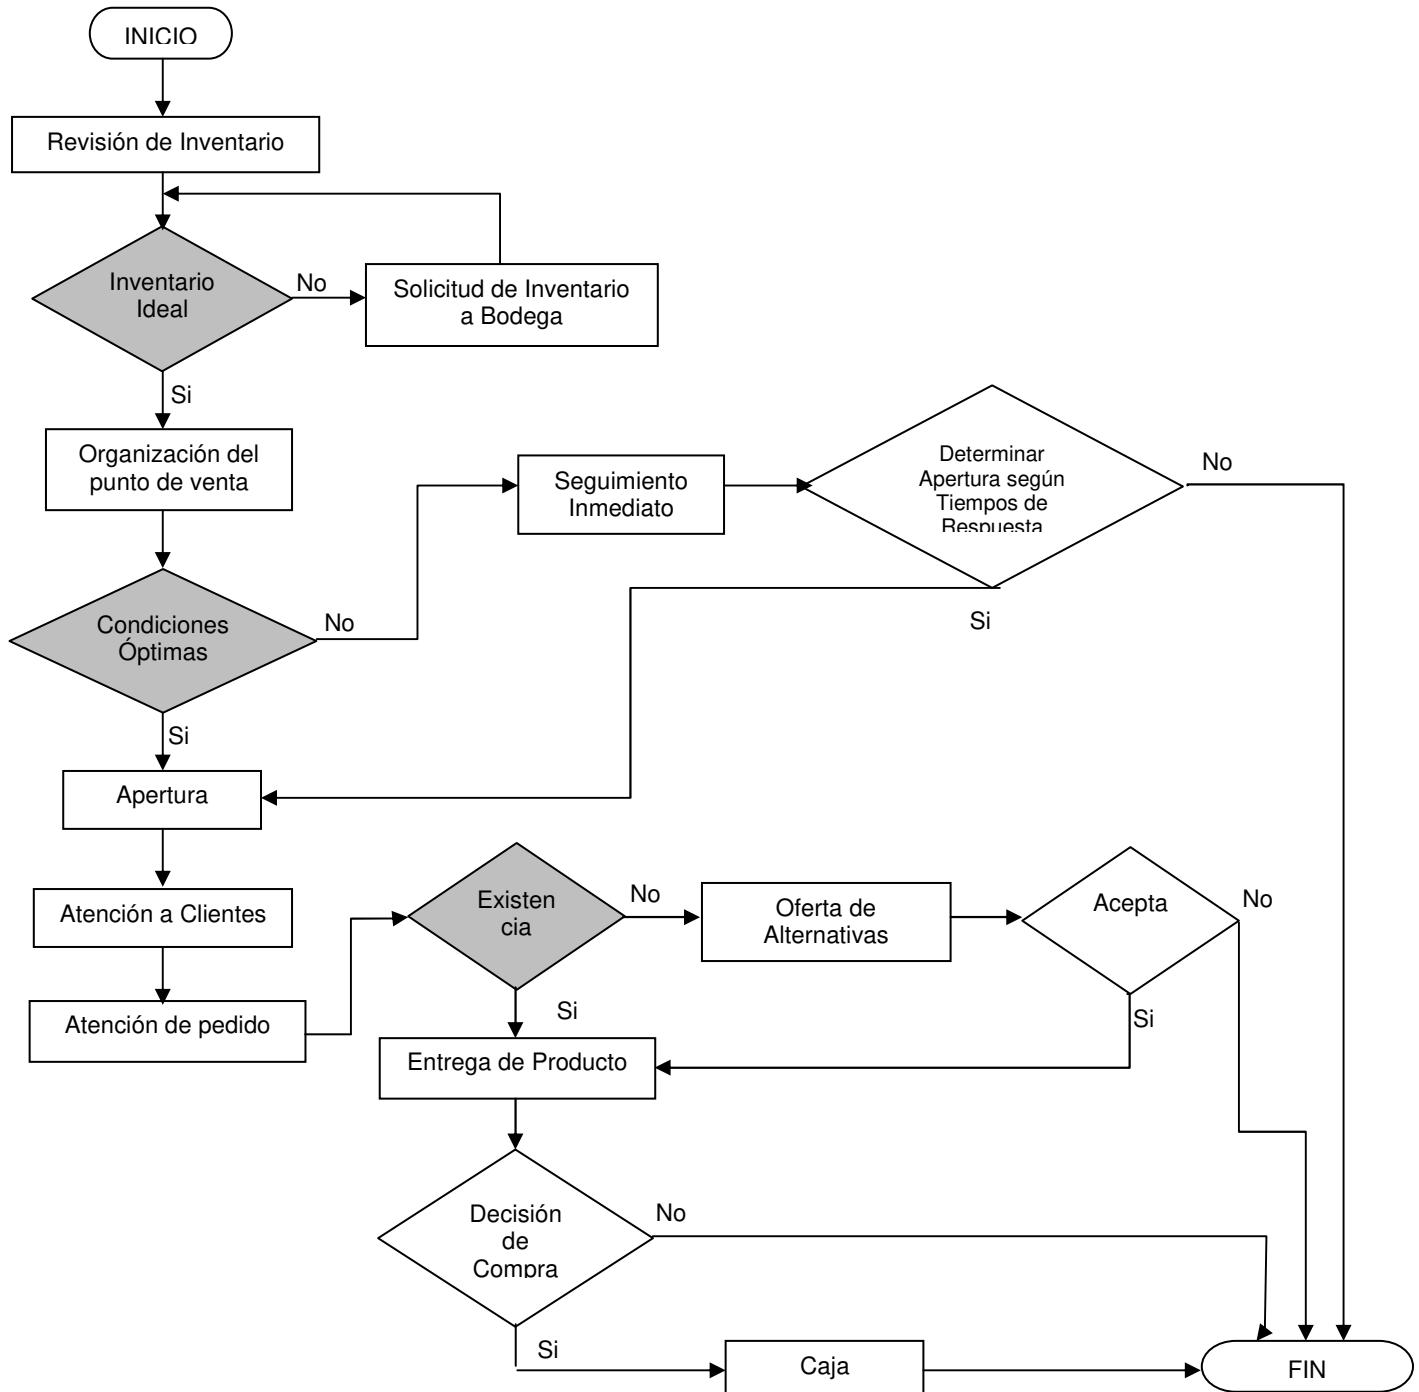 INICIO
Revisión de Inventario
Inventario
Ideal
No
Solicitud de Inventario
a Bodega
Si
Organización del
punto de venta
Seguimiento
Inmediato
Determinar
Apertura según
Tiempos de
Respuesta
No
Si
Condiciones
Óptimas
No
Si
Apertura
Atención a Clientes
Atención de pedido
Existen
cia
No
Oferta de
Alternativas
Acepta
No
Si
Si
Entrega de Producto
Decisión
de
Compra
No
Si
Caja
FIN